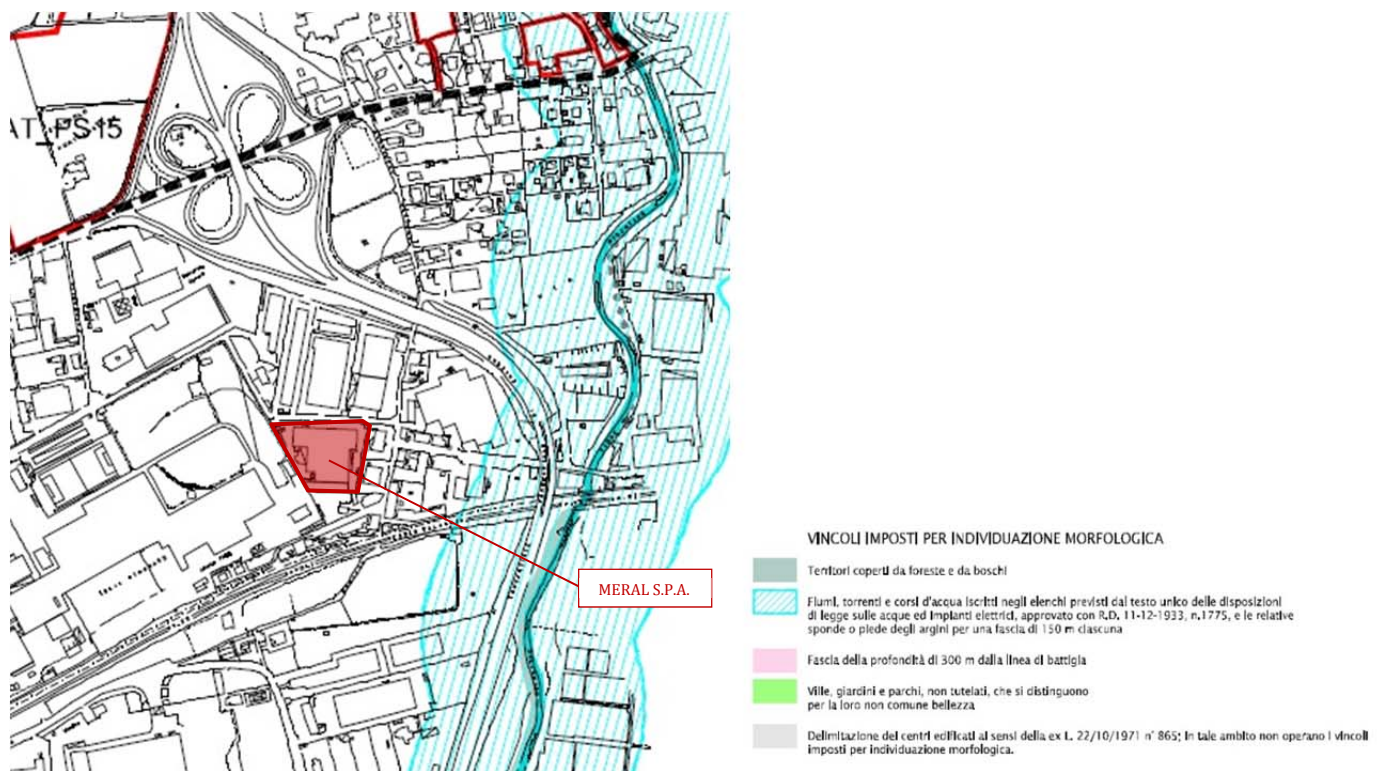 AT_PS15
MERAL S.P.A.
VINCOLI IMPOSTI PER INDIVIDUAZIONE MORFOLOGICA
Territori coperti da foreste e da boschi
Fiumi, torrenti e corsi d'acqua iscritti negli elenchi previsti dal testo unico delle disposizioni
di legge sulle acque ed impianti elettrici, approvato con R.D. 11-12-1933, n.1775, e le relative
sponde o piede degli argini per una fascia di 150 m ciascuna
Fascia della profondità di 300 m dalla linea di battigia
Ville, giardini e parchi, non tutelati, che si distinguono
per la loro non comune bellezza
Delimitazione dei centri edificati ai sensi della ex L. 22/10/1971 n° 865; in tale ambito non operano i vincoli
imposti per individuazione morfologica.